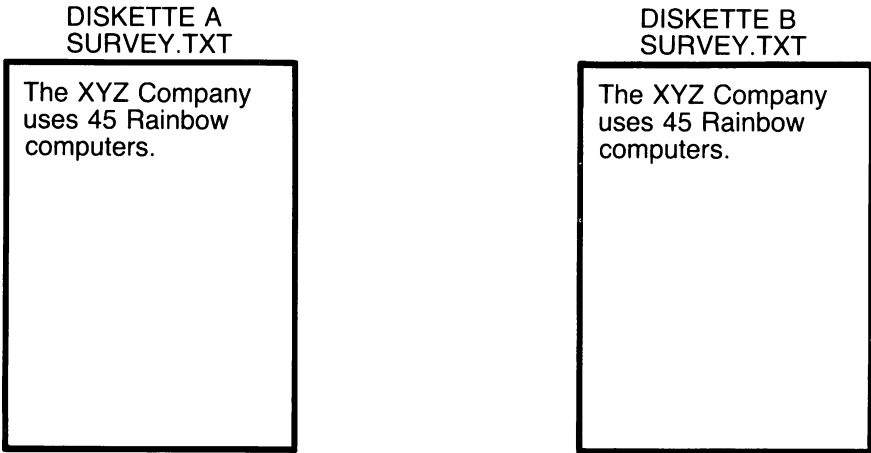 DISKETTE A
SURVEY.TXT
The XYZ Company
uses 45 Rainbow
computers.
DISKETTE B
SURVEY.TXT
The XYZ Company
uses 45 Rainbow
computers.